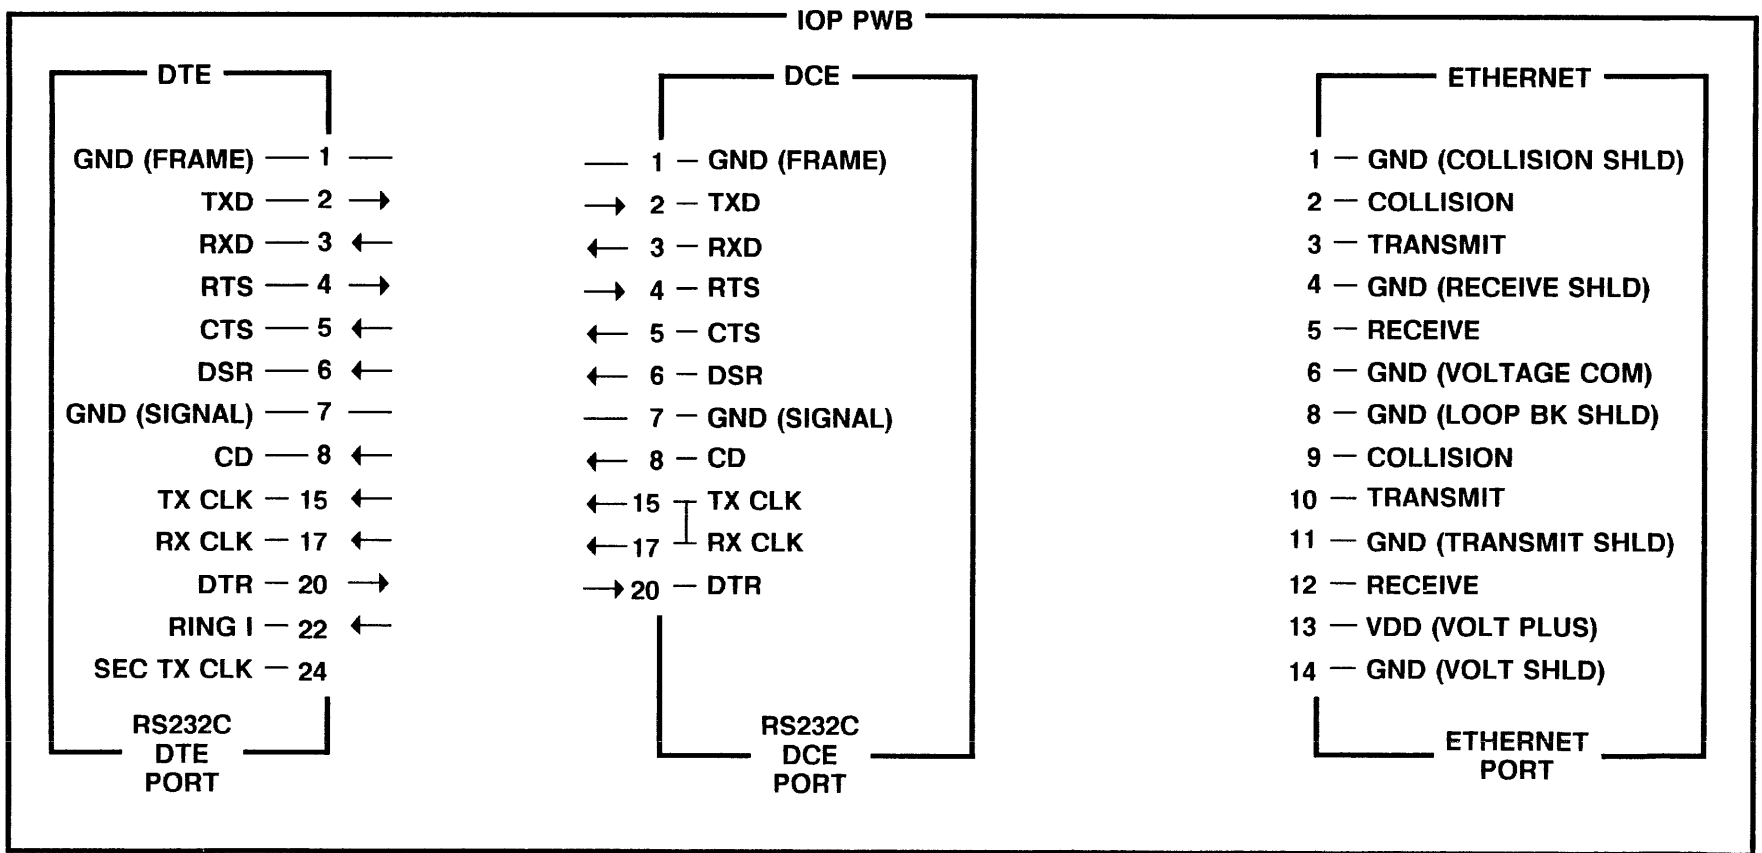 IOP PWB
DTE
GND (FRAME) — 1
TXD — 2
RXD — 3
RTS — 4
CTS — 5
DSR — 6
GND (SIGNAL) — 7
CD — 8
TX CLK — 15
RX CLK — 17
DTR — 20
RING I — 22
SEC TX CLK — 24
RS232C
DTE
PORT
DCE
1 — GND (FRAME)
2 — TXD
3 — RXD
4 — RTS
5 — CTS
6 — DSR
7 — GND (SIGNAL)
8 — CD
15 TX CLK
17 RX CLK
20 — DTR
RS232C
DCE
PORT
ETHERNET
1 — GND (COLLISION SHLD)
2 — COLLISION
3 — TRANSMIT
4 — GND (RECEIVE SHLD)
5 — RECEIVE
6 — GND (VOLTAGE COM)
8 — GND (LOOP BK SHLD)
9 — COLLISION
10 — TRANSMIT
11 — GND (TRANSMIT SHLD)
12 — RECEIVE
13 — VDD (VOLT PLUS)
14 — GND (VOLT SHLD)
ETHERNET
PORT